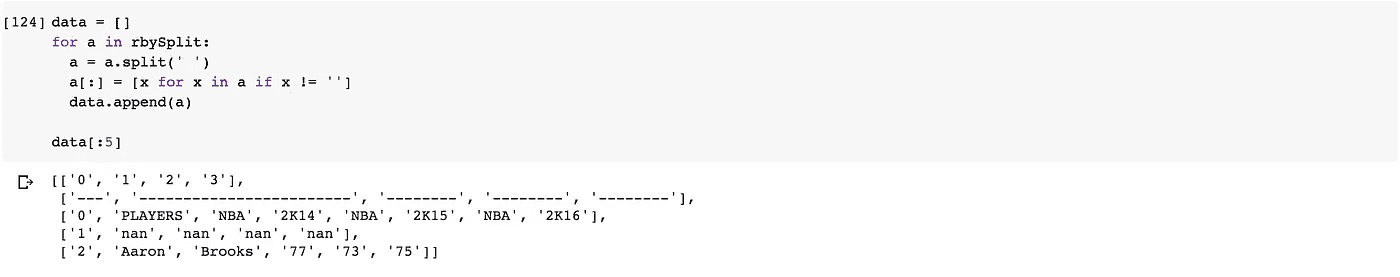 [124] data = []
for a in rbySplit:
  a = a.split(' ')
  a[:] = [x for x in a if x != '']
  data.append(a)

data[:5]

[['0', '1', '2', '3'],
 ['---', '------------------------', '--------', '--------', '--------'],
 ['0', 'PLAYERS', 'NBA', '2K14', 'NBA', '2K15', 'NBA', '2K16'],
 ['1', 'nan', 'nan', 'nan', 'nan'],
 ['2', 'Aaron', 'Brooks', '77', '73', '75']]